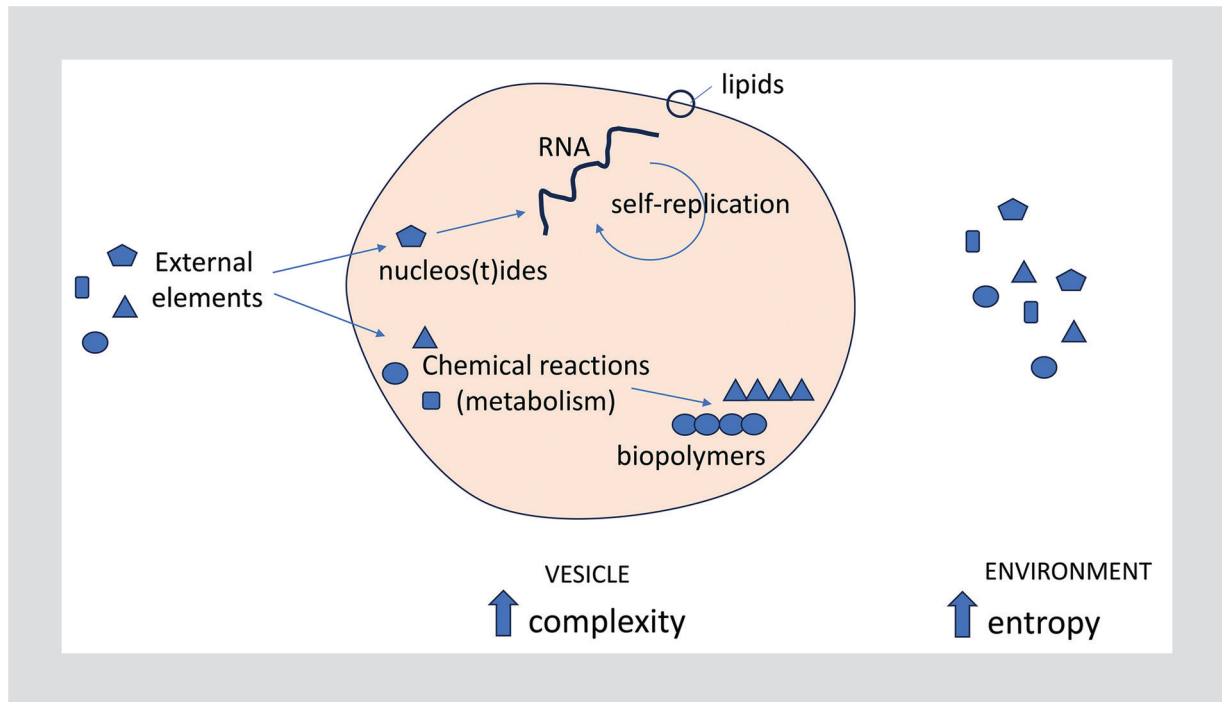 lipids
RNA
self-replication
External
elements
nucleos(t)ides
Chemical reactions
(metabolism)
biopolymers
VESICLE
complexity
ENVIRONMENT
entropy